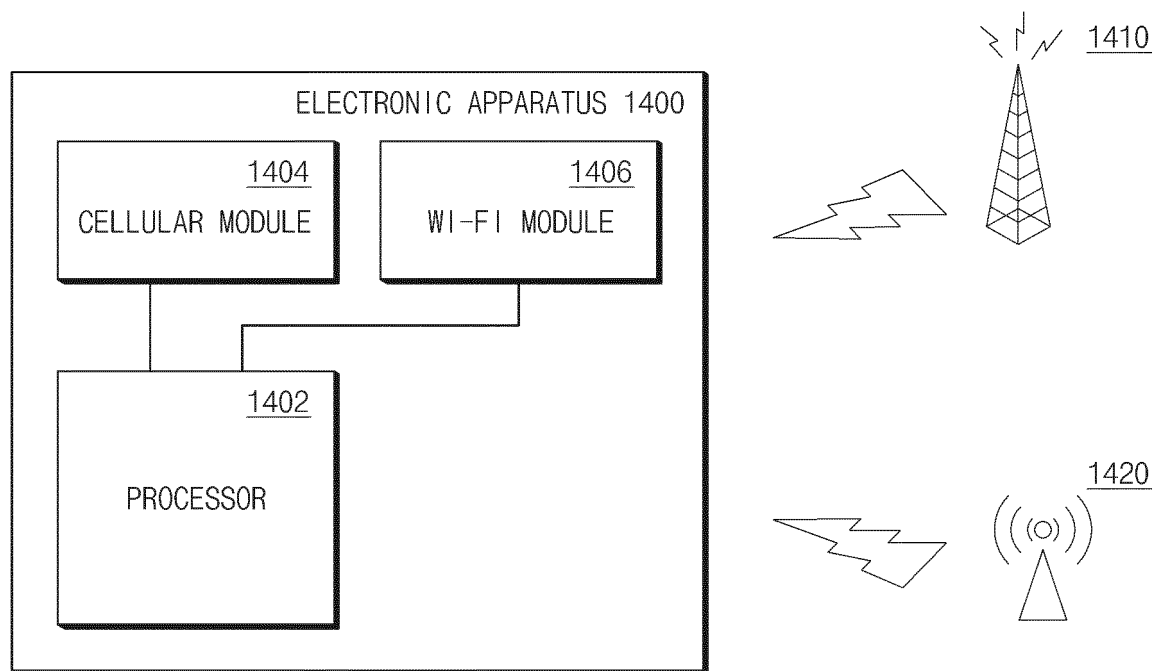 1410
ELECTRONIC APPARATUS 1400
1404
CELLULAR MODULE
1406
WI-FI MODULE
1402
PROCESSOR
1420